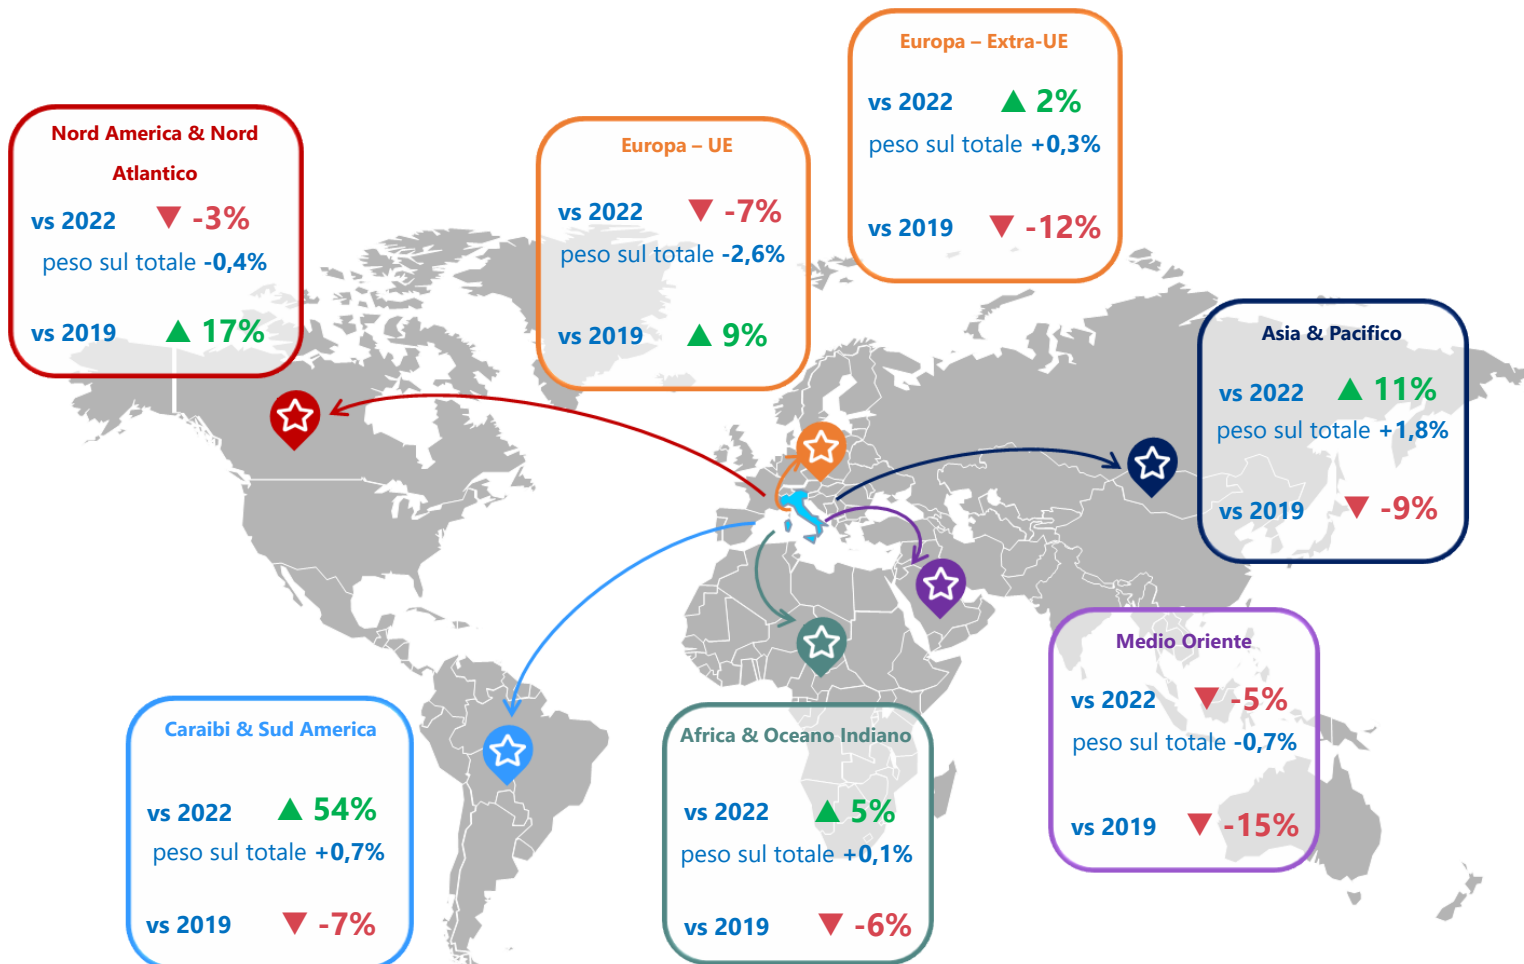 Nord America & Nord
Atlantico
vs 2022 ▼ -3%
peso sul totale -0,4%
vs 2019 ▲ 17%
Europa – UE
vs 2022 ▼ -7%
peso sul totale -2,6%
vs 2019 ▲ 9%
Europa – Extra-UE
vs 2022 ▲ 2%
peso sul totale +0,3%
vs 2019 ▼ -12%
Asia & Pacifico
vs 2022 ▲ 11%
peso sul totale +1,8%
vs 2019 ▼ -9%
Caraibi & Sud America
vs 2022 ▲ 54%
peso sul totale +0,7%
vs 2019 ▼ -7%
Africa & Oceano Indiano
vs 2022 ▲ 5%
peso sul totale +0,1%
vs 2019 ▼ -6%
Medio Oriente
vs 2022 ▼ -5%
peso sul totale -0,7%
vs 2019 ▼ -15%